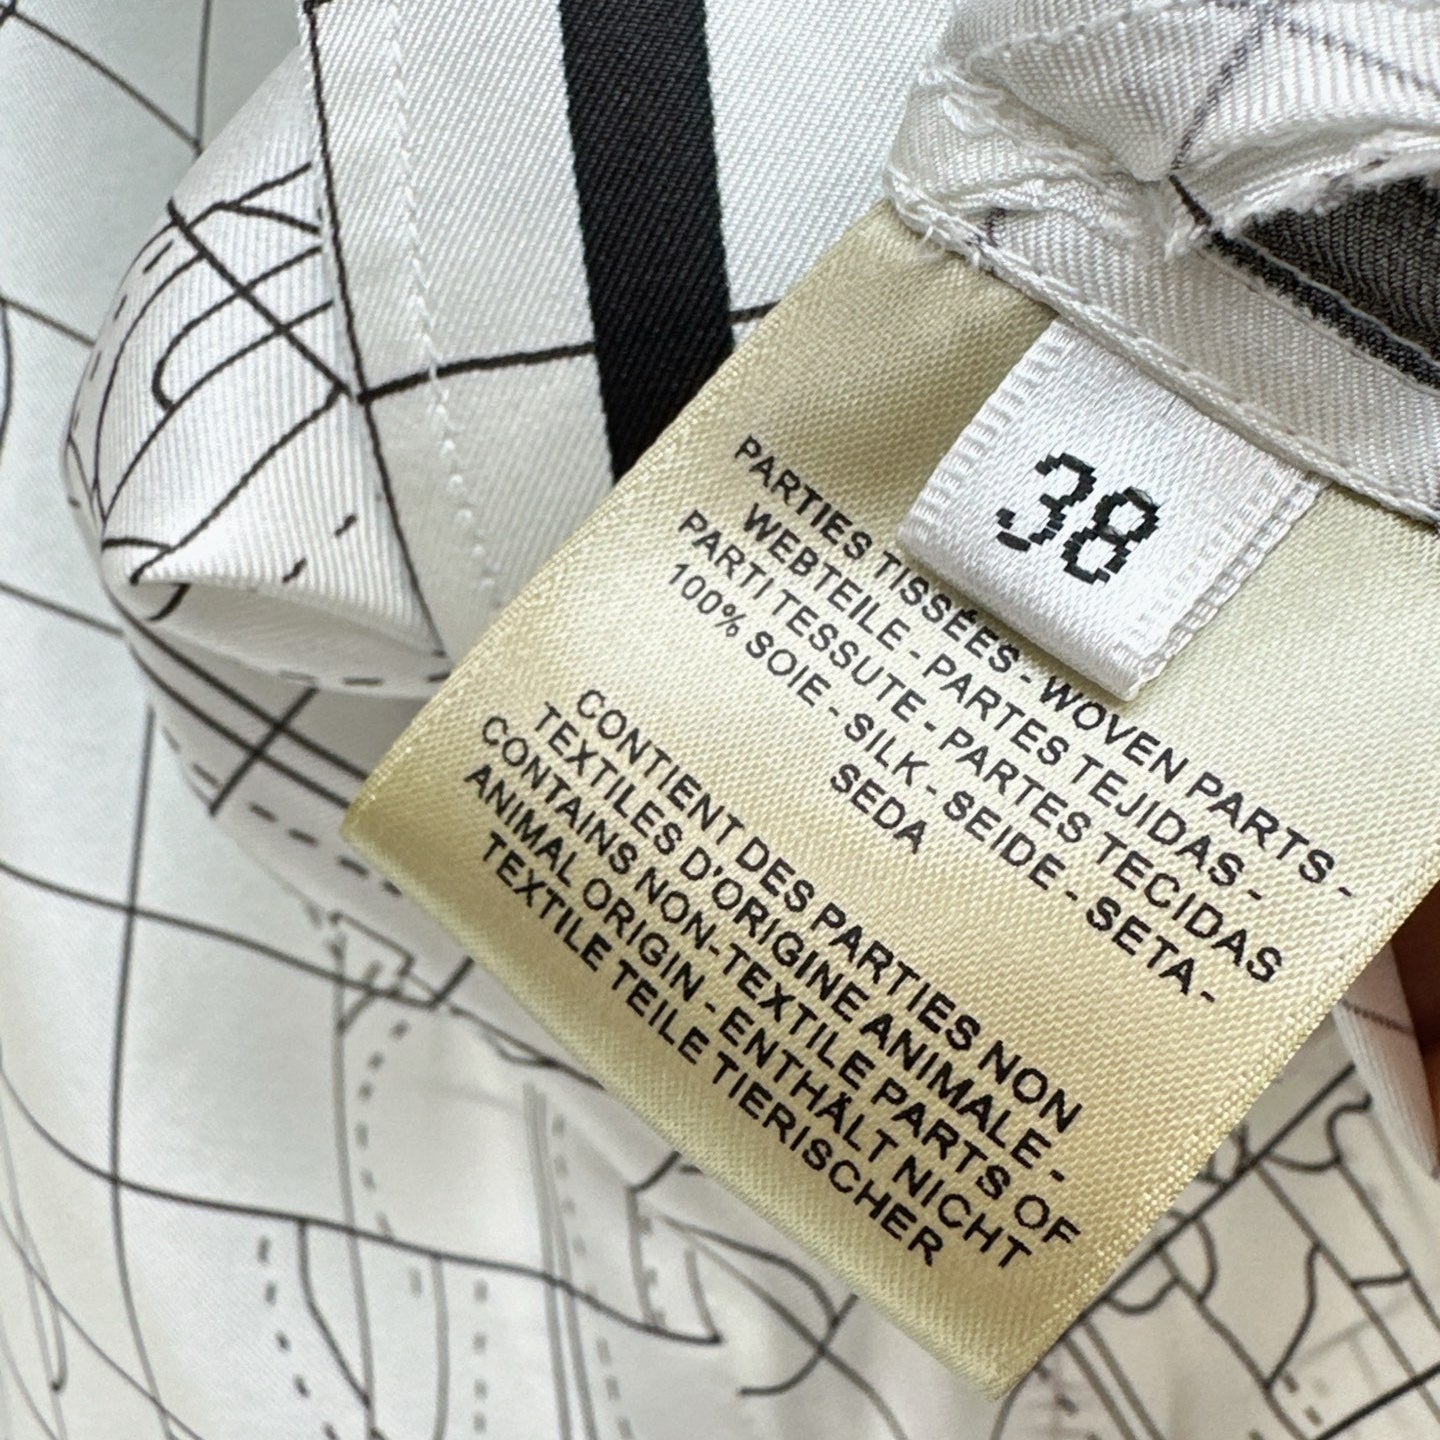 38
PARTIES TISSÉES - WOVEN PARTS -
WEBTEILE - PARTES TEJIDAS -
PARTI TESSUTE - PARTES TECIDAS
100% SOIE - SILK - SEIDE - SETA -
SEDA
CONTIENT DES PARTIES NON
TEXTILES D'ORIGINE ANIMALE -
CONTAINS NON-TEXTILE PARTS OF
ANIMAL ORIGIN - ENTHÄLT NICHT
TEXTILE TEILE TIERISCHER